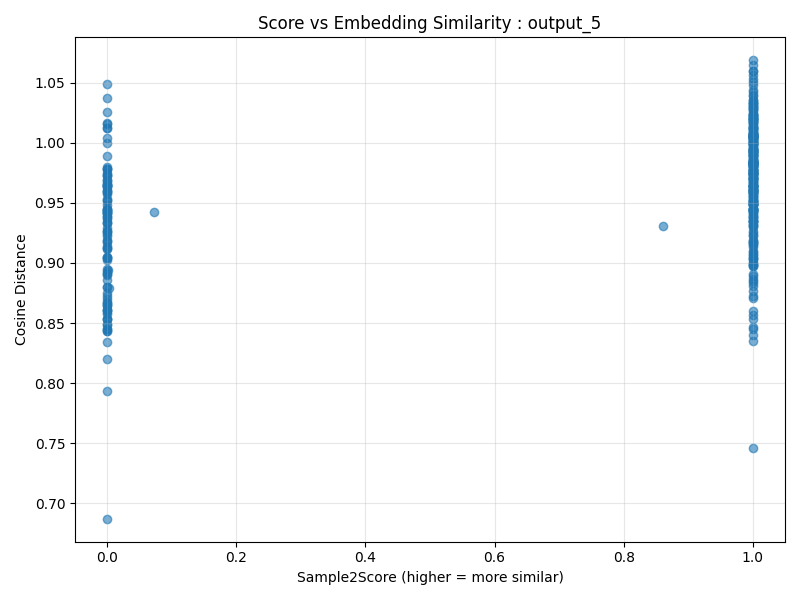 Score vs Embedding Similarity : output_5
Cosine Distance
1.05
1.00
0.95
0.90
0.85
0.80
0.75
0.70
0.0 0.2 0.4 0.6 0.8 1.0
Sample2Score (higher = more similar)